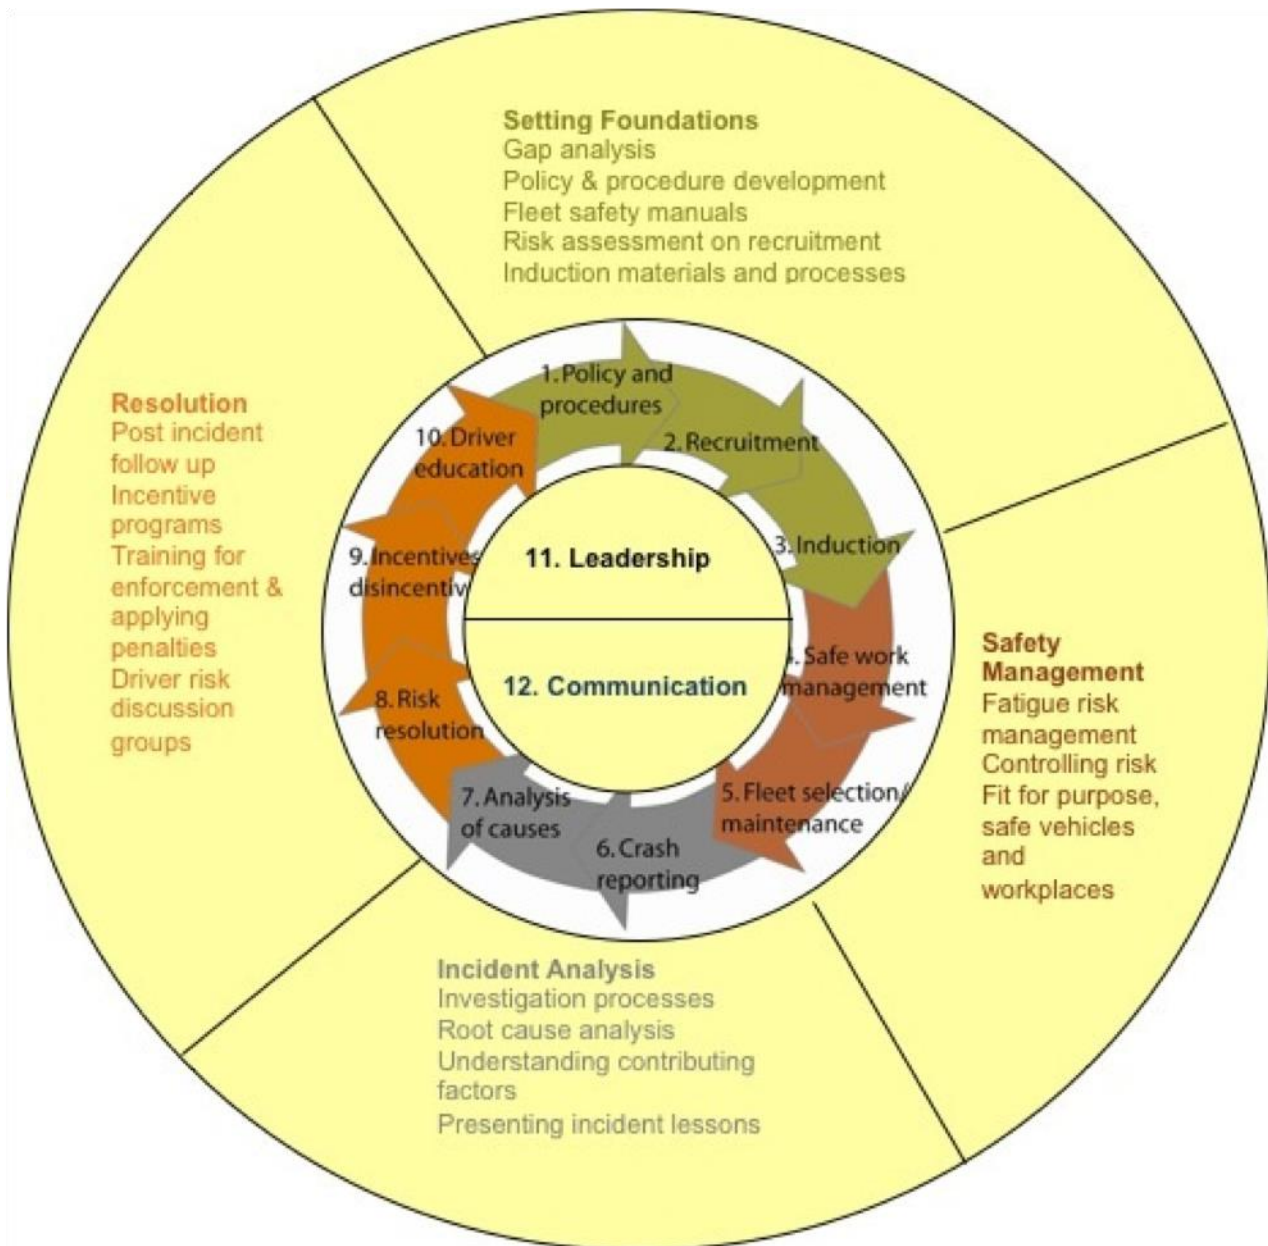 Setting Foundations
Gap analysis
Policy & procedure development
Fleet safety manuals
Risk assessment on recruitment
Induction materials and processes
1. Policy and
procedures
2. Recruitment
3. Induction
4. Safe work
management
5. Fleet selection/
maintenance
6. Crash
reporting
7. Analysis
of causes
8. Risk
resolution
9. Incentives
disincentiv
10. Driver
education
11. Leadership
12. Communication
Safety
Management
Fatigue risk
management
Controlling risk
Fit for purpose,
safe vehicles
and
workplaces
Incident Analysis
Investigation processes
Root cause analysis
Understanding contributing
factors
Presenting incident lessons
Resolution
Post incident
follow up
Incentive
programs
Training for
enforcement &
applying
penalties
Driver risk
discussion
groups